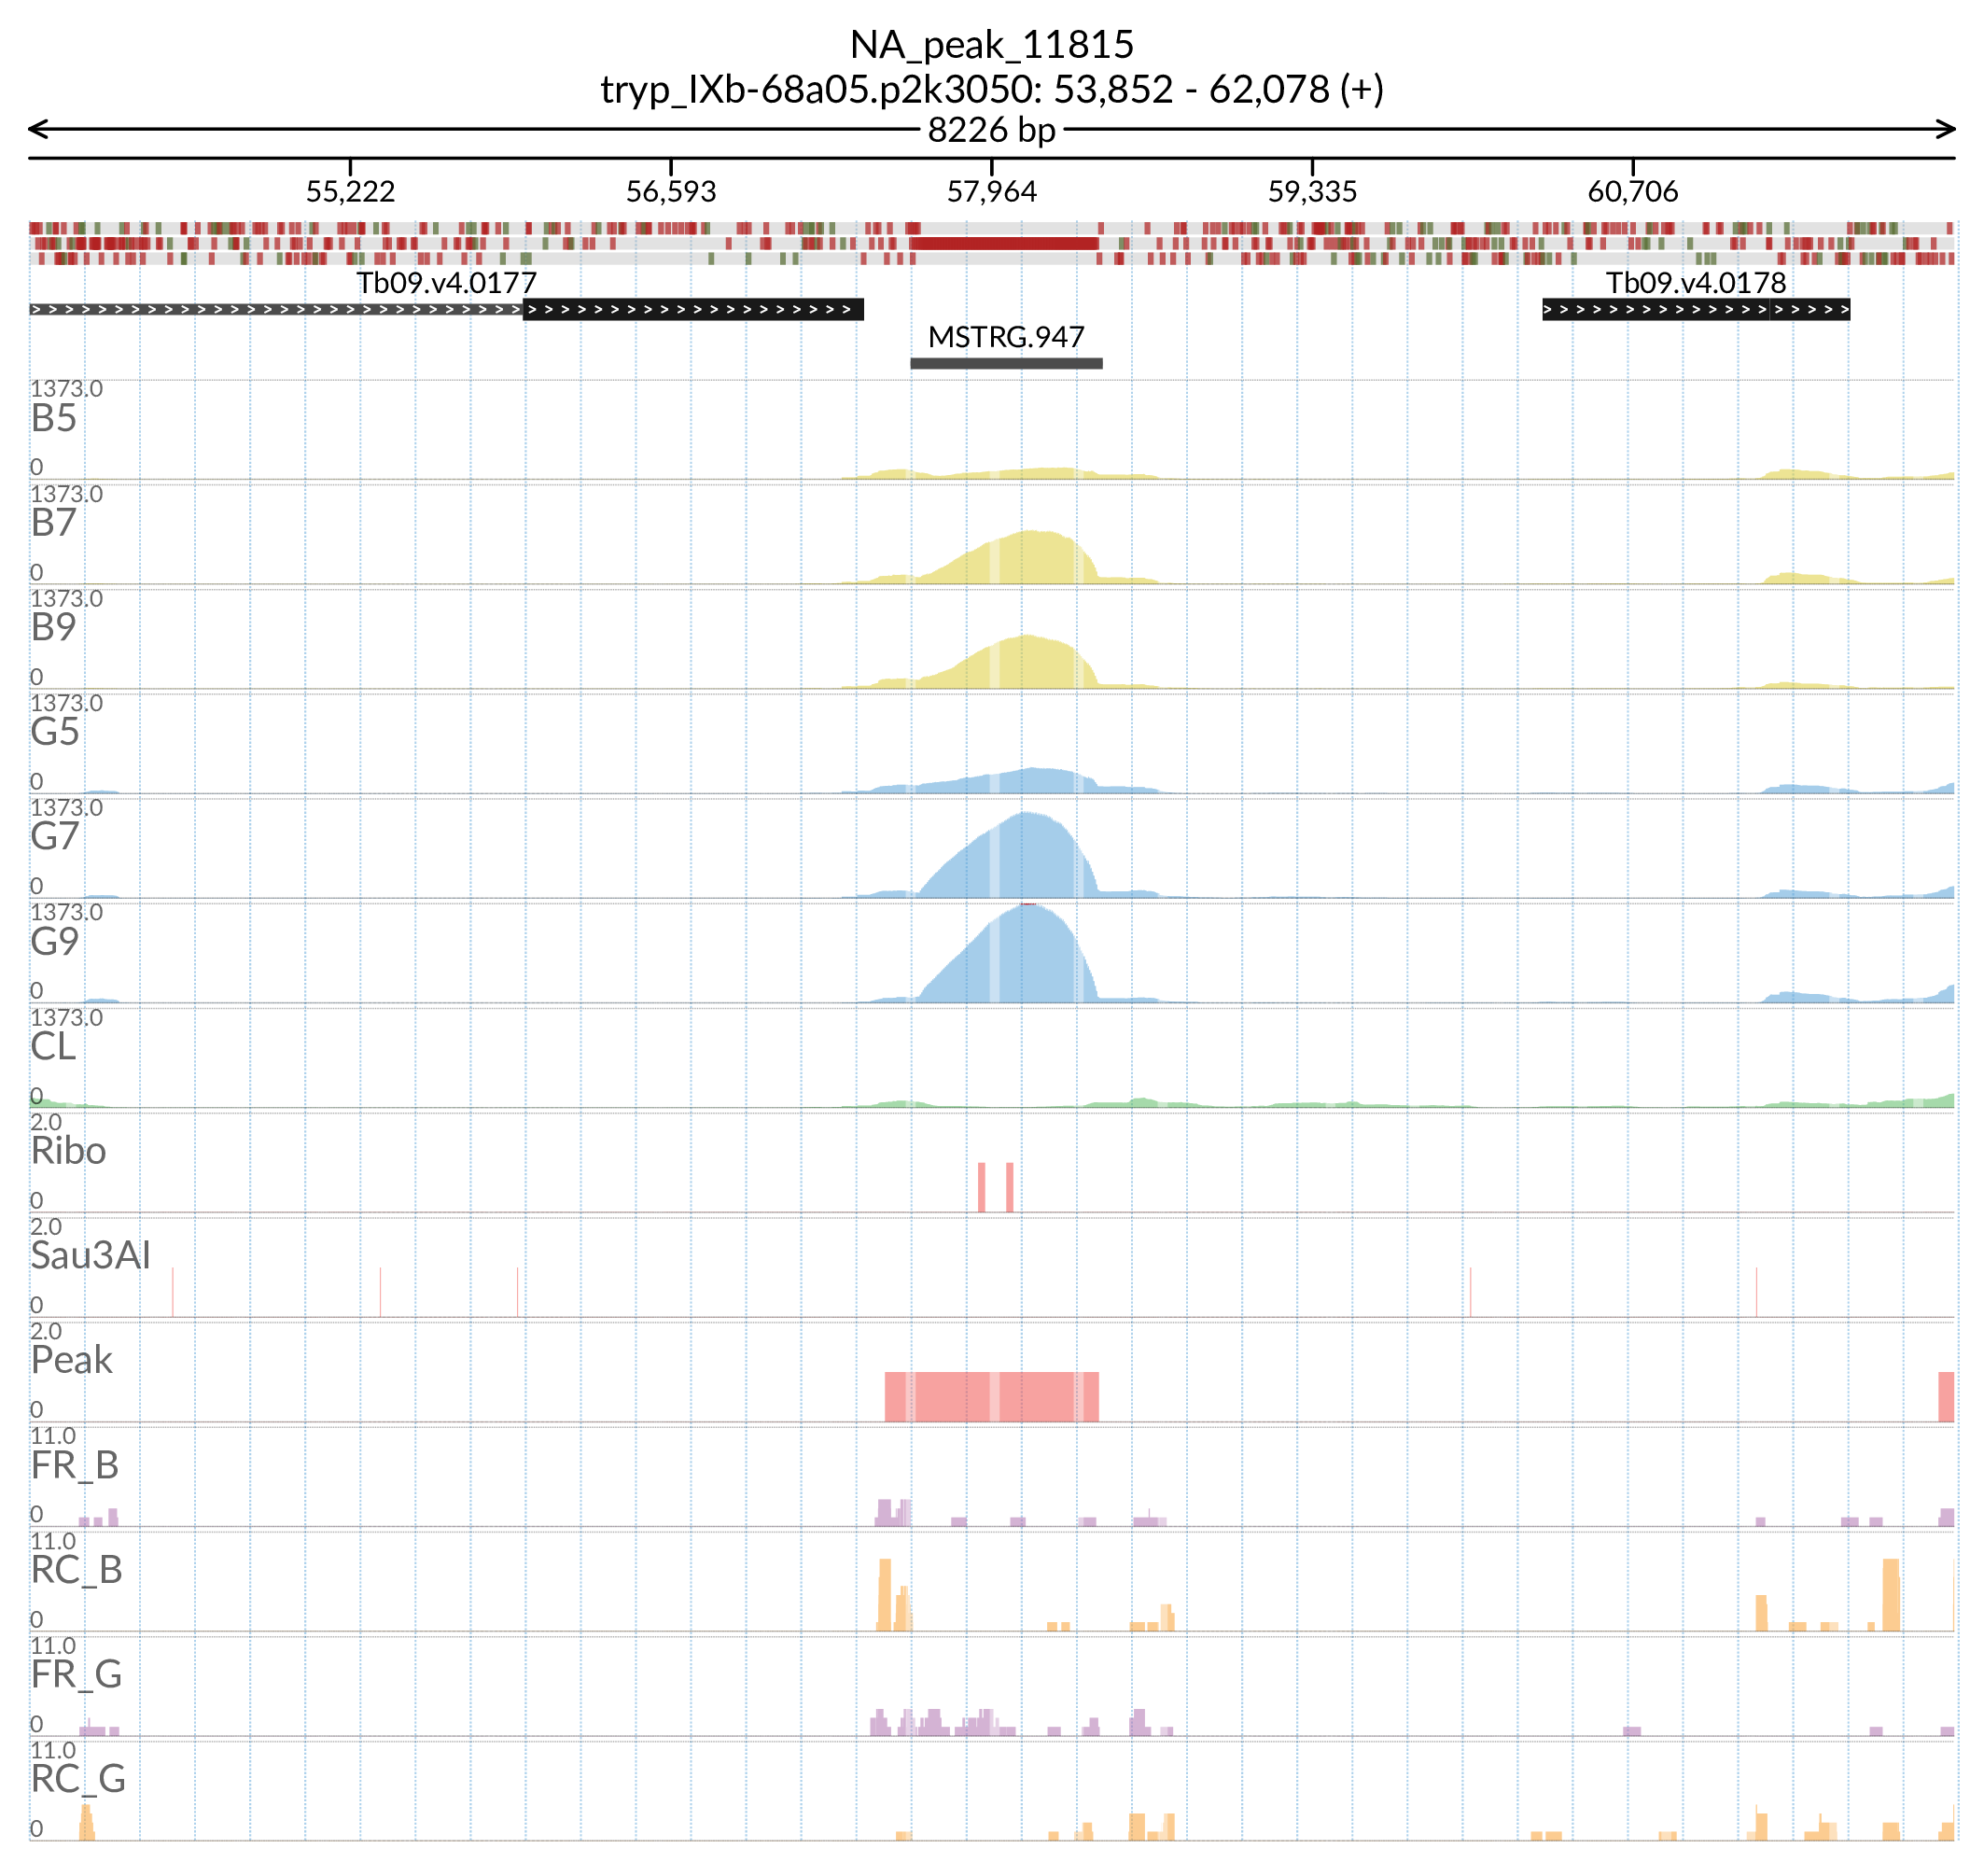 NA_peak_11815
tryp_IXb-68a05.p2k3050: 53,852 - 62,078 (+)
8226 bp
55,222 56,593 57,964 59,335 60,706
Tb09.v4.0177 Tb09.v4.0178
MSTRG.947
1373.0
B5
0
1373.0
B7
0
1373.0
B9
0
1373.0
G5
0
1373.0
G7
0
1373.0
G9
0
1373.0
CL
0
2.0
Ribo
0
2.0
Sau3AI
0
2.0
Peak
0
11.0
FR_B
0
11.0
RC_B
0
11.0
FR_G
0
11.0
RC_G
0